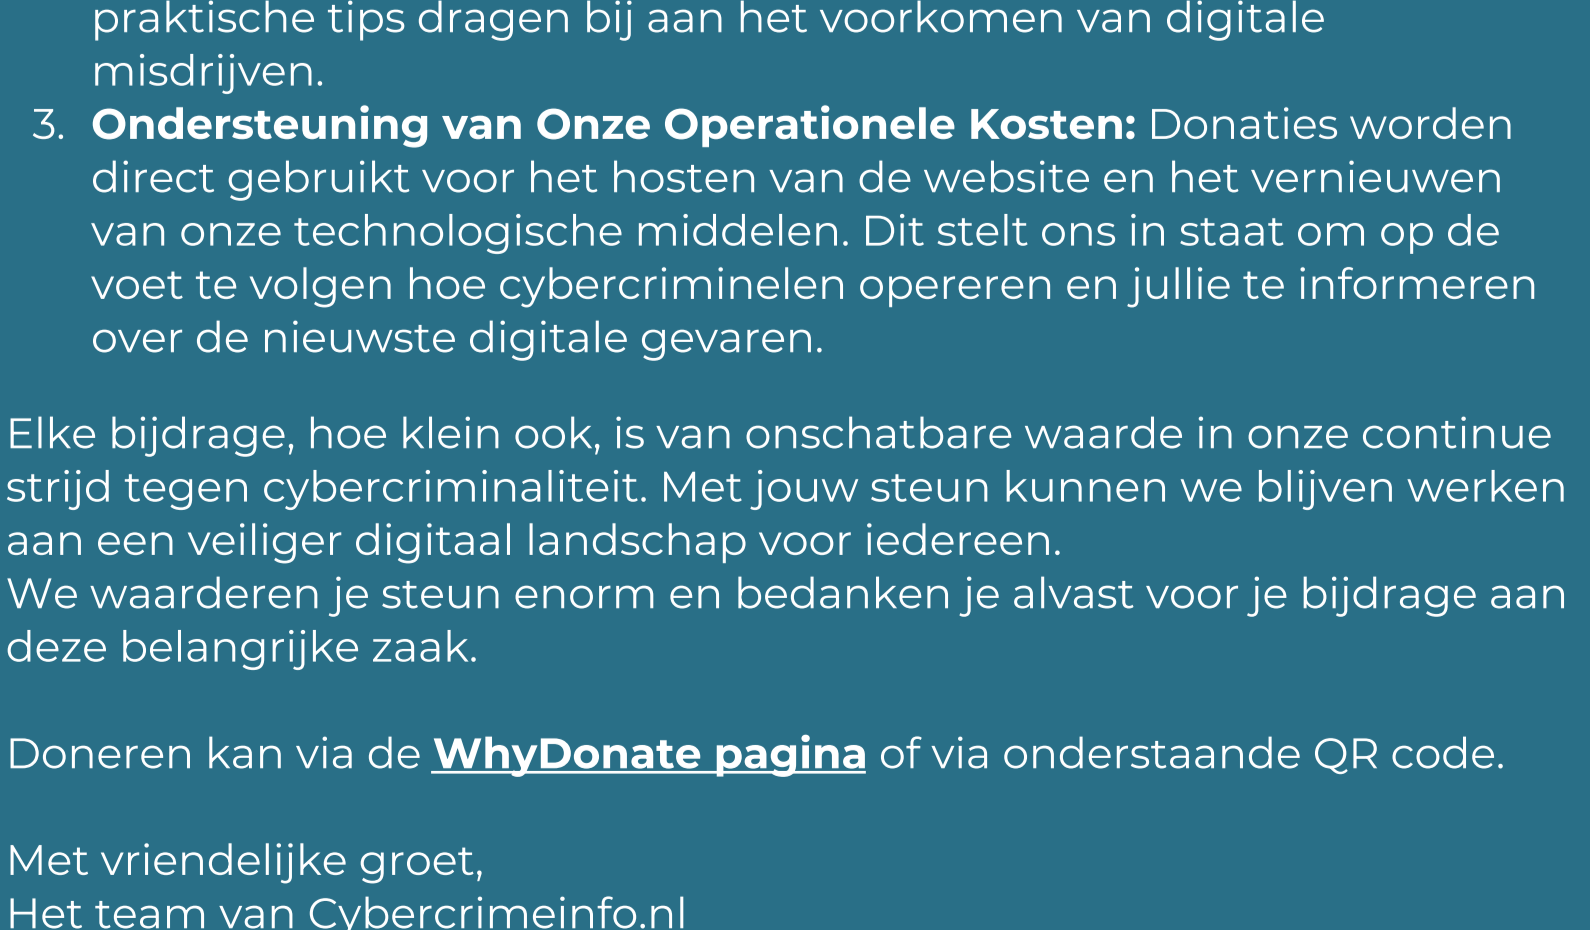 praktische tips dragen bij aan het voorkomen van digitale
misdrijven.
3. Ondersteuning van Onze Operationele Kosten: Donaties worden
direct gebruikt voor het hosten van de website en het vernieuwen
van onze technologische middelen. Dit stelt ons in staat om op de
voet te volgen hoe cybercriminelen opereren en jullie te informeren
over de nieuwste digitale gevaren.
Elke bijdrage, hoe klein ook, is van onschatbare waarde in onze continue
strijd tegen cybercriminaliteit. Met jouw steun kunnen we blijven werken
aan een veiliger digitaal landschap voor iedereen.
We waarderen je steun enorm en bedanken je alvast voor je bijdrage aan
deze belangrijke zaak.
Doneren kan via de WhyDonate pagina of via onderstaande QR code.
Met vriendelijke groet,
Het team van Cybercrimeinfo.nl